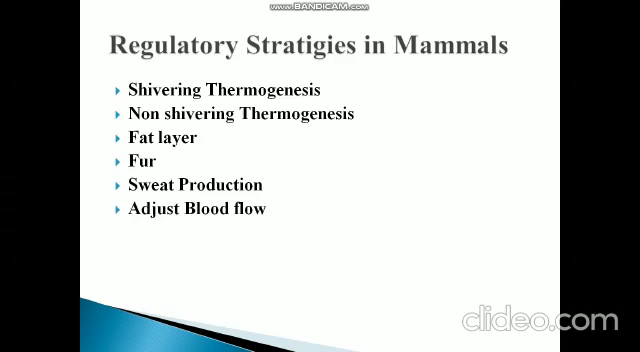 www.BANDICAM.com
Regulatory Stratigies in Mammals
Shivering Thermogenesis
Non shivering Thermogenesis
Fat layer
Fur
Sweat Production
Adjust Blood flow
clideo.com